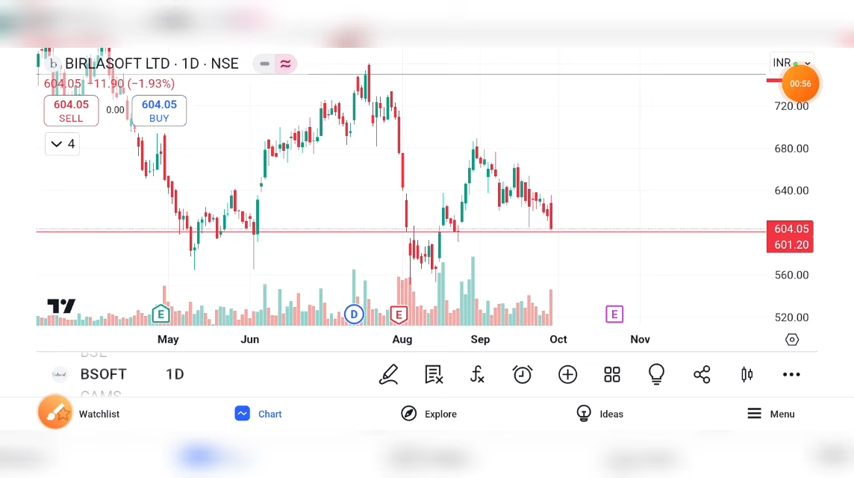 b BIRLASOFT LTD · 1D · NSE
INR
604.05 −11.90 (−1.93%)
00:56
604.05 0.00 604.05
SELL BUY
720.00
4
680.00
640.00
604.05
601.20
560.00
520.00
E D E E
May Jun Aug Sep Oct Nov
BSOFT 1D
Watchlist Chart Explore Ideas Menu